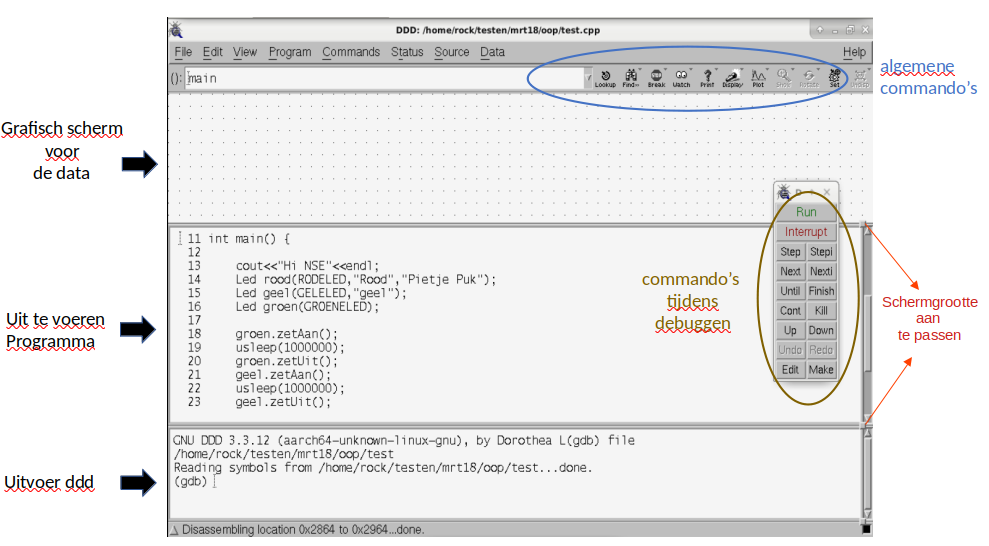 DDD: /home/rock/testen/mrt18/oop/test.cpp
File Edit View Program Commands Status Source Data Help
(): main
Lookup Find>> Break Watch Print Display Plot Show Rotate Set Undisp
algemene
commando's
Grafisch scherm
voor
de data
Run
Interrupt
Step Stepi
Next Nexti
Until Finish
Cont Kill
Up Down
Undo Redo
Edit Make
11 int main() {
12
13 cout<<"Hi NSE"<<endl;
14 Led rood(RODELED,"Rood","Pietje Puk");
15 Led geel(GELELED,"geel");
16 Led groen(GROENELED);
17
18 groen.zetAan();
19 usleep(1000000);
20 groen.zetUit();
21 geel.zetAan();
22 usleep(1000000);
23 geel.zetUit();
commando's
tijdens
debuggen
Schermgrootte
aan
te passen
Uit te voeren
Programma
GNU DDD 3.3.12 (aarch64-unknown-linux-gnu), by Dorothea L(gdb) file
/home/rock/testen/mrt18/oop/test
Reading symbols from /home/rock/testen/mrt18/oop/test...done.
(gdb)
Uitvoer ddd
Disassembling location 0x2864 to 0x2964...done.